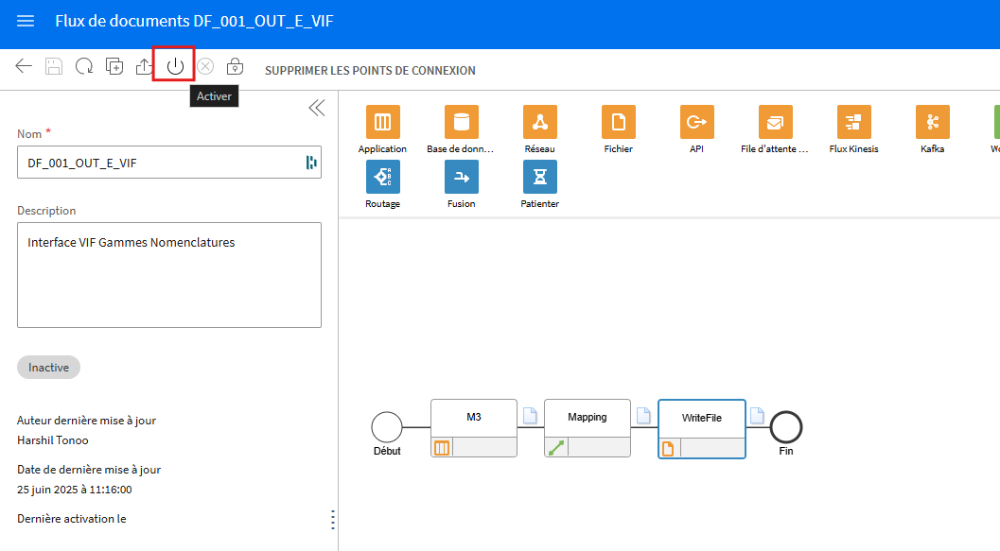 Flux de documents DF_001_OUT_E_VIF
SUPPRIMER LES POINTS DE CONNEXION
Activer
Nom *
DF_001_OUT_E_VIF
Description
Interface VIF Gammes Nomenclatures
Inactive
Auteur dernière mise à jour
Harshil Tonoo
Date de dernière mise à jour
25 juin 2025 à 11:16:00
Dernière activation le
Application Base de donn... Réseau Fichier API File d'attente ... Flux Kinesis Kafka
Routage Fusion Patienter
M3 Mapping WriteFile
Début Fin